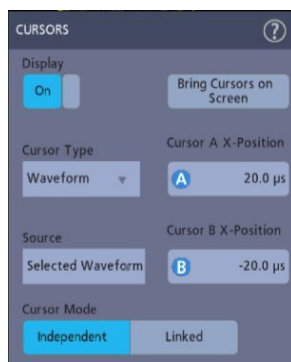 CURSORS
?
Display
On
Bring Cursors on
Screen
Cursor Type
Waveform
Cursor A X-Position
A
20.0 µs
Source
Selected Waveform
Cursor B X-Position
B
-20.0 µs
Cursor Mode
Independent
Linked